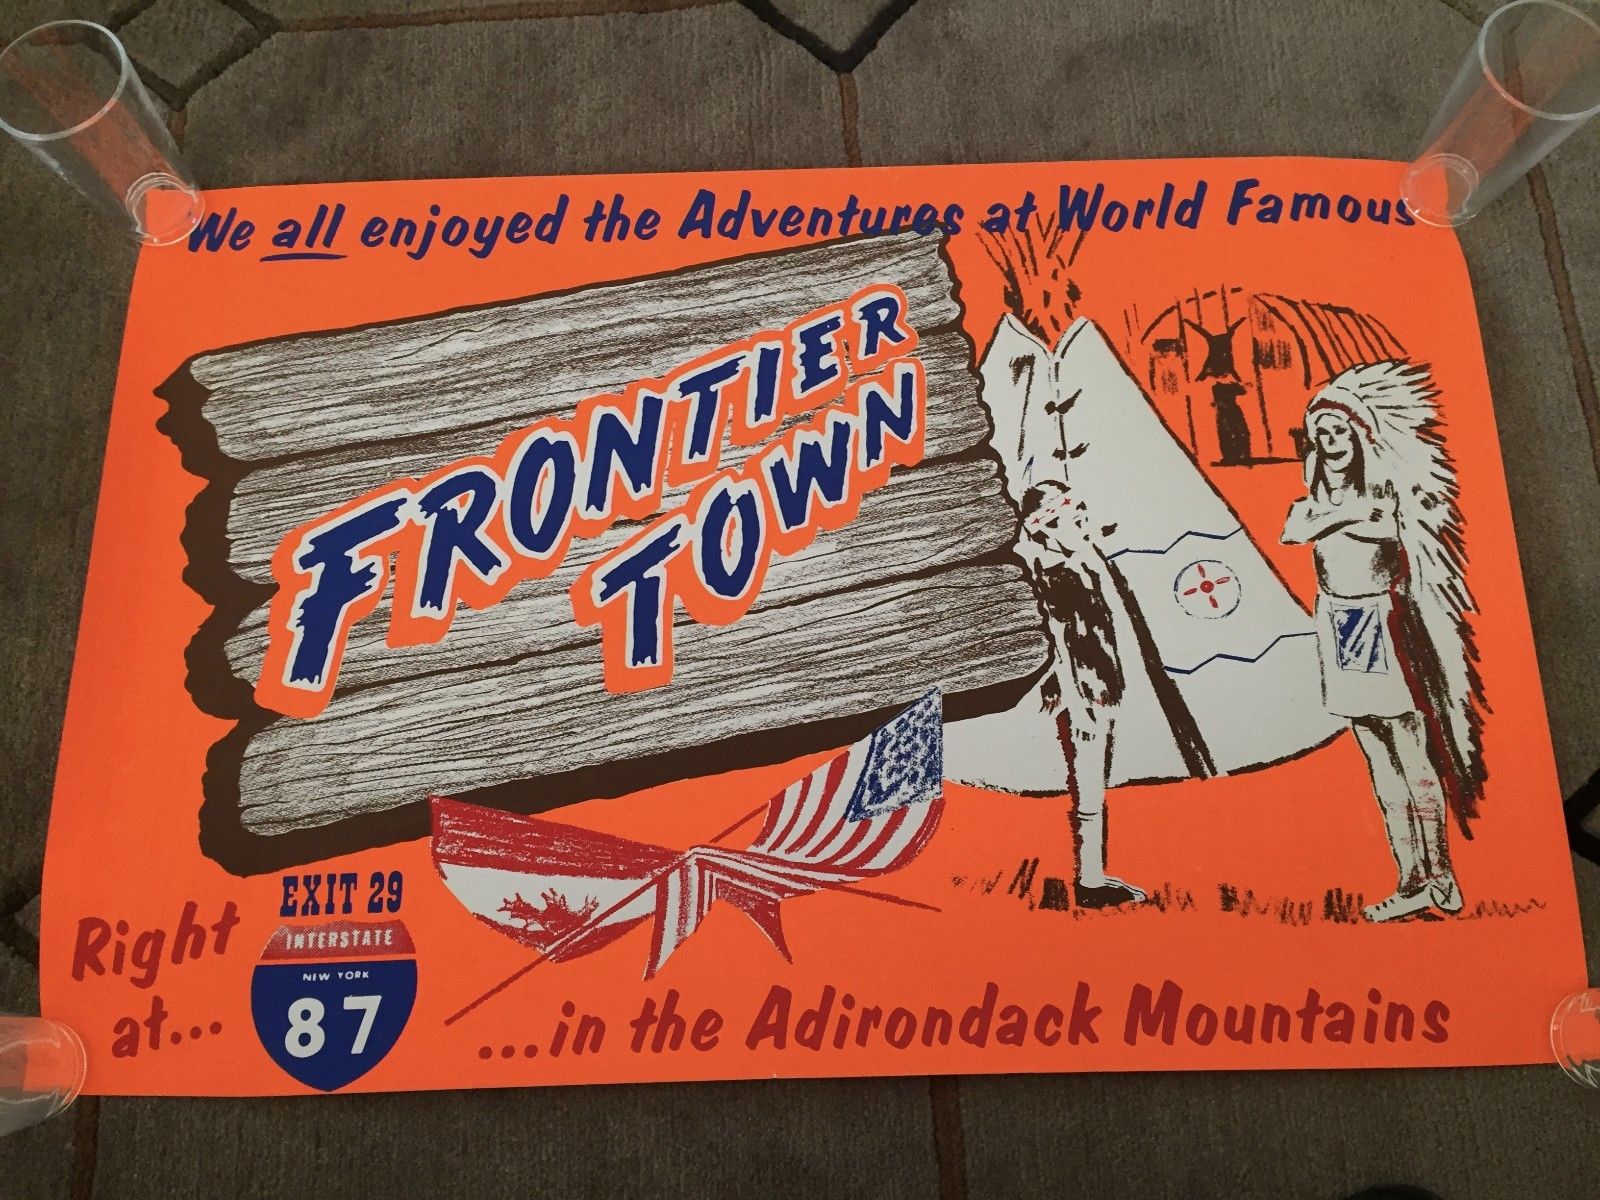 We all enjoyed the Adventures at World Famous
FRONTIER
TOWN
Right
at...
EXIT 29
INTERSTATE
NEW YORK
87
...in the Adirondack Mountains